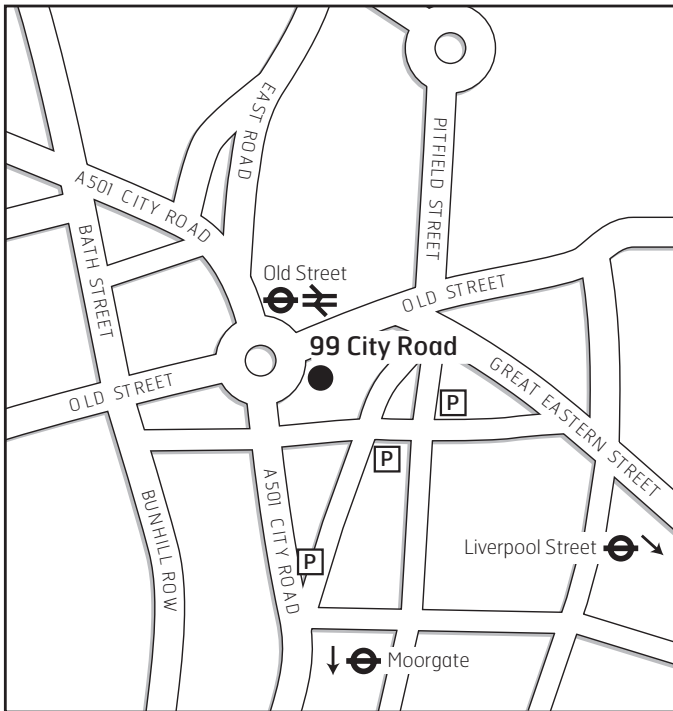 EAST ROAD
PITFIELD STREET
A501 CITY ROAD
BATH STREET
Old Street
OLD STREET
99 City Road
OLD STREET
GREAT EASTERN STREET
P
P
A501 CITY ROAD
BUNHILL ROW
P
Liverpool Street
Moorgate